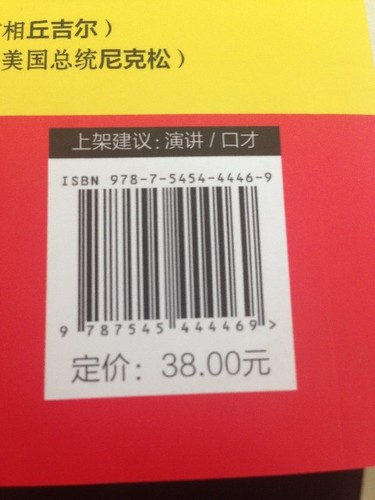 相丘吉尔）
美国总统尼克松）
上架建议：演讲 / 口才
ISBN 978-7-5454-4446-9
9 787545 444469 >
定价：38.00元